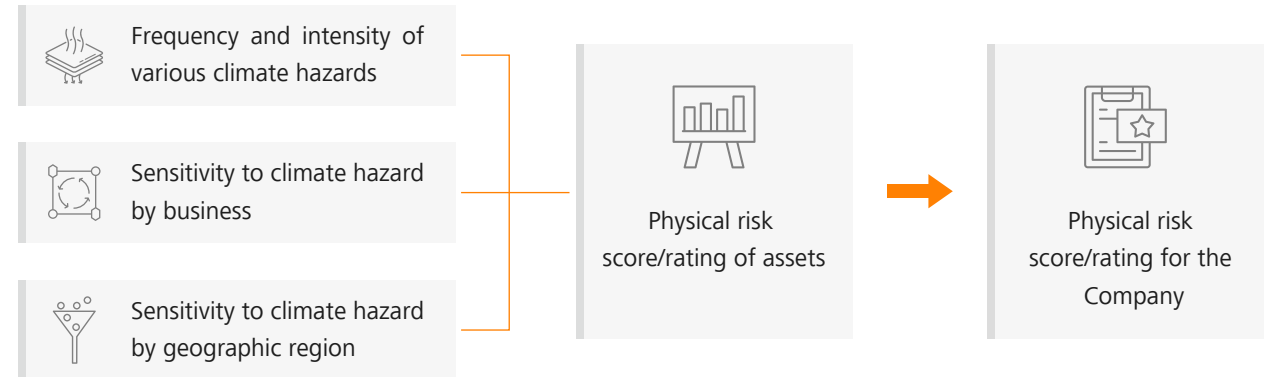 Frequency and intensity of
various climate hazards
Sensitivity to climate hazard
by business
Sensitivity to climate hazard
by geographic region
Physical risk
score/rating of assets
Physical risk
score/rating for the
Company